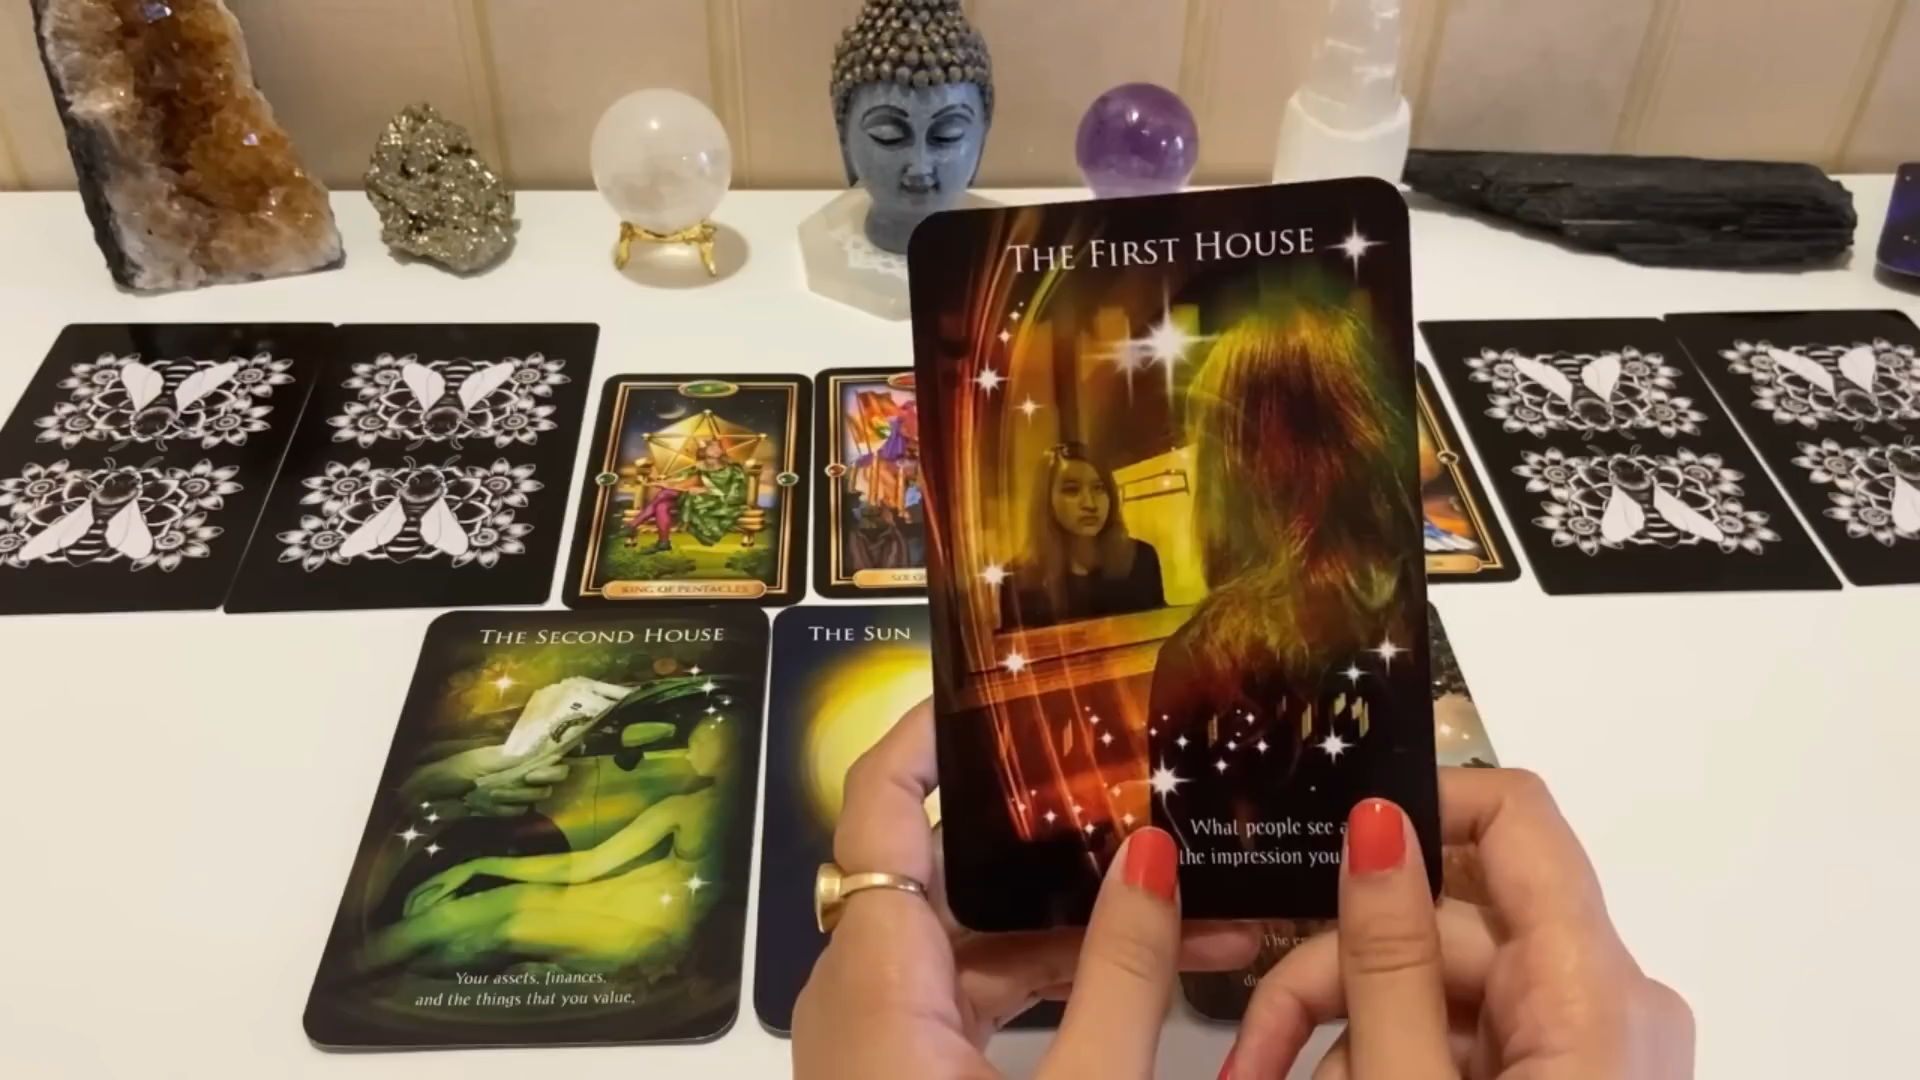 THE FIRST HOUSE
KING OF PENTACLES
THE SECOND HOUSE
THE SUN
What people see
the impression you
Your assets, finances,
and the things that you value.
The